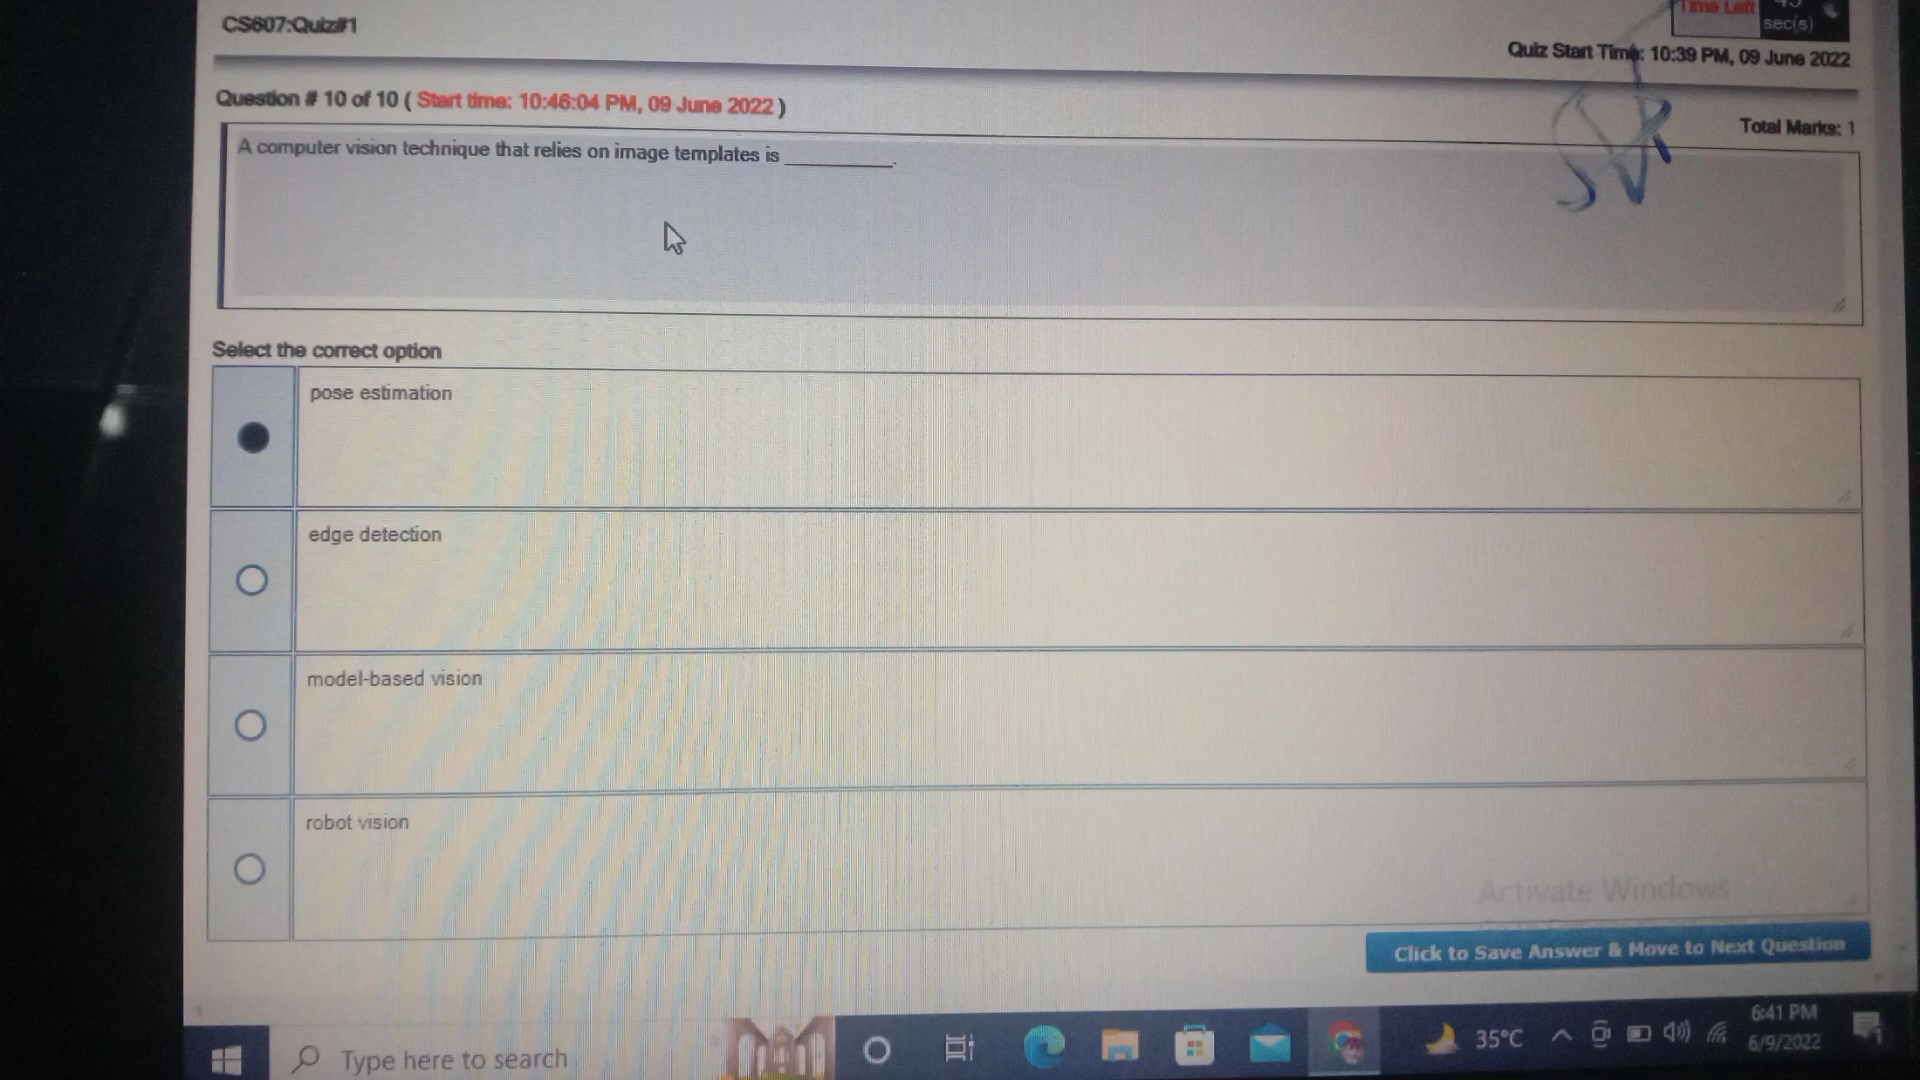 CS607:Quiz#1
Time Left
sec(s)
Quiz Start Time: 10:39 PM, 09 June 2022
Question # 10 of 10 ( Start time: 10:46:04 PM, 09 June 2022 )
Total Marks: 1
A computer vision technique that relies on image templates is __________.
Select the correct option
pose estimation
edge detection
model-based vision
robot vision
Activate Windows
Click to Save Answer & Move to Next Question
Type here to search
35°C
6:41 PM
6/9/2022